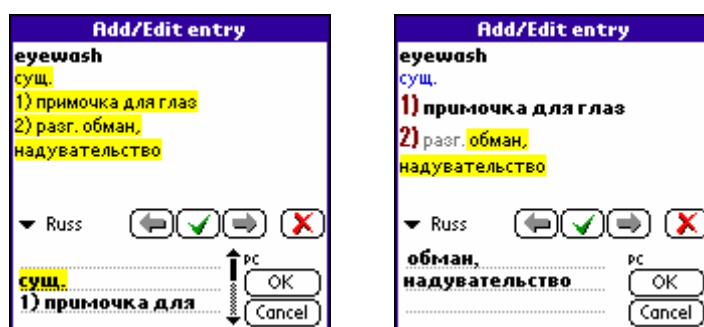 Add/Edit entry
eyewash
сущ.
1) примочка для глаз
2) разг. обман,
надувательство
Russ
PC
сущ.
1) примочка для
OK
Cancel
Add/Edit entry
eyewash
сущ.
1) примочка для глаз
2) разг. обман,
надувательство
Russ
обман,
надувательство
PC
OK
Cancel